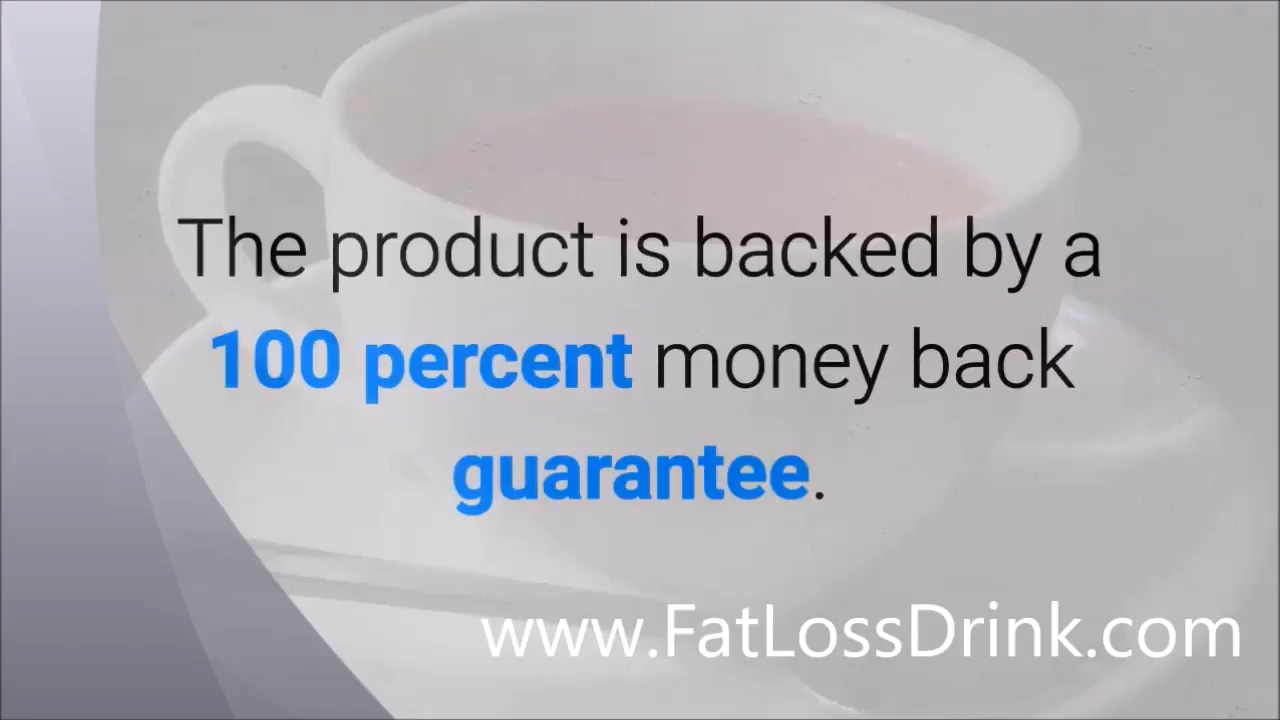 The product is backed by a
100 percent money back
guarantee.
www.FatLossDrink.com